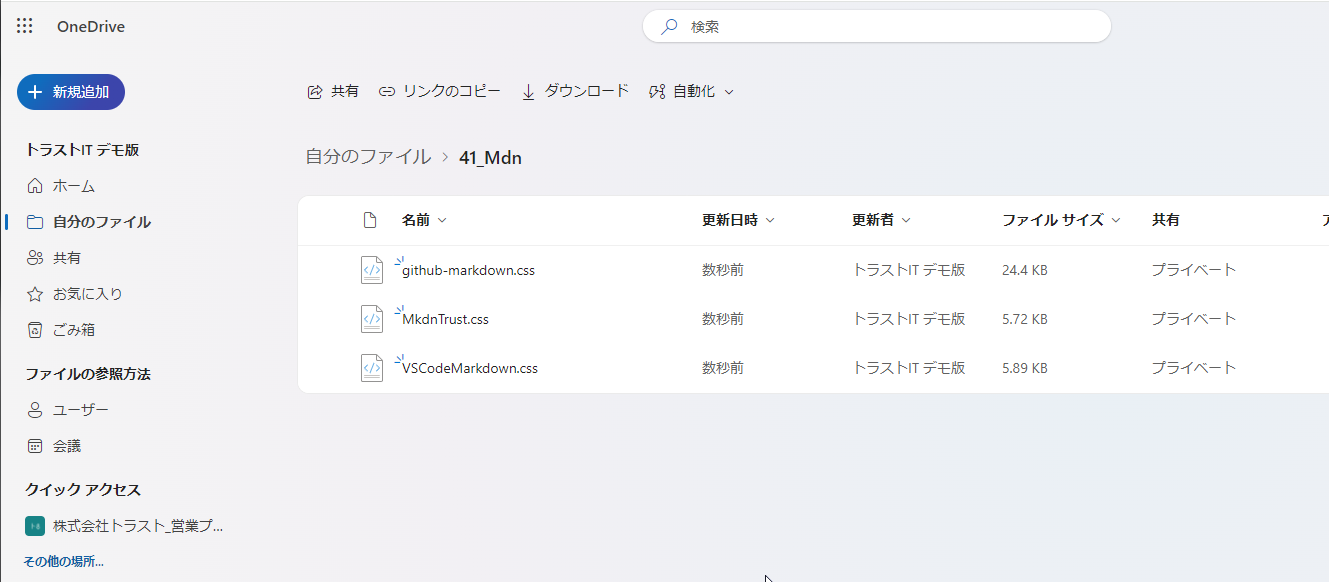 OneDrive
検索
新規追加
共有 リンクのコピー ダウンロード 自動化
トラストIT デモ版
ホーム
自分のファイル
共有
お気に入り
ごみ箱
ファイルの参照方法
ユーザー
会議
クイック アクセス
株式会社トラスト_営業プ...
その他の場所...
自分のファイル > 41_Mdn
名前 更新日時 更新者 ファイル サイズ 共有
github-markdown.css 数秒前 トラストIT デモ版 24.4 KB プライベート
MkdnTrust.css 数秒前 トラストIT デモ版 5.72 KB プライベート
VSCodeMarkdown.css 数秒前 トラストIT デモ版 5.89 KB プライベート